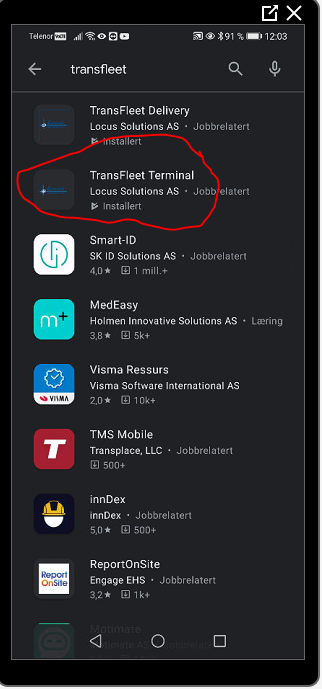 Telenor VoLTE 91 % 12:03
transfleet
TransFleet Delivery
Locus Solutions AS • Jobbrelatert
Installert
TransFleet Terminal
Locus Solutions AS • Jobbrelatert
Installert
Smart-ID
SK ID Solutions AS • Jobbrelatert
4,0★ 1 mill.+
MedEasy
m+
Holmen Innovative Solutions AS • Læring
3,8★ 5k+
Visma Ressurs
Visma Software International AS
VISMA
2,0★ 10k+
TMS Mobile
T
Transplace, LLC • Jobbrelatert
500+
innDex
innDex • Jobbrelatert
5,0★ 500+
ReportOnSite
Report
OnSite
Engage EHS • Jobbrelatert
3,2★ 1k+
Motimate